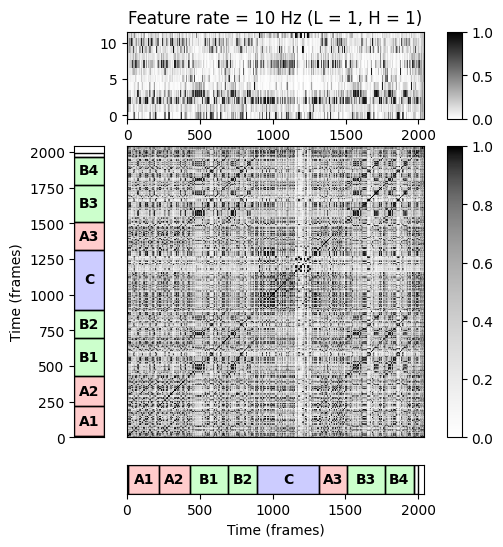 Feature rate = 10 Hz (L = 1, H = 1)
10
5
0
0 500 1000 1500 2000
1.0
0.5
0.0
Time (frames)
2000
1750
1500
1250
1000
750
500
250
0
B4
B3
A3
C
B2
B1
A2
A1
1.0
0.8
0.6
0.4
0.2
0.0
A1 A2 B1 B2 C A3 B3 B4
0 500 1000 1500 2000
Time (frames)